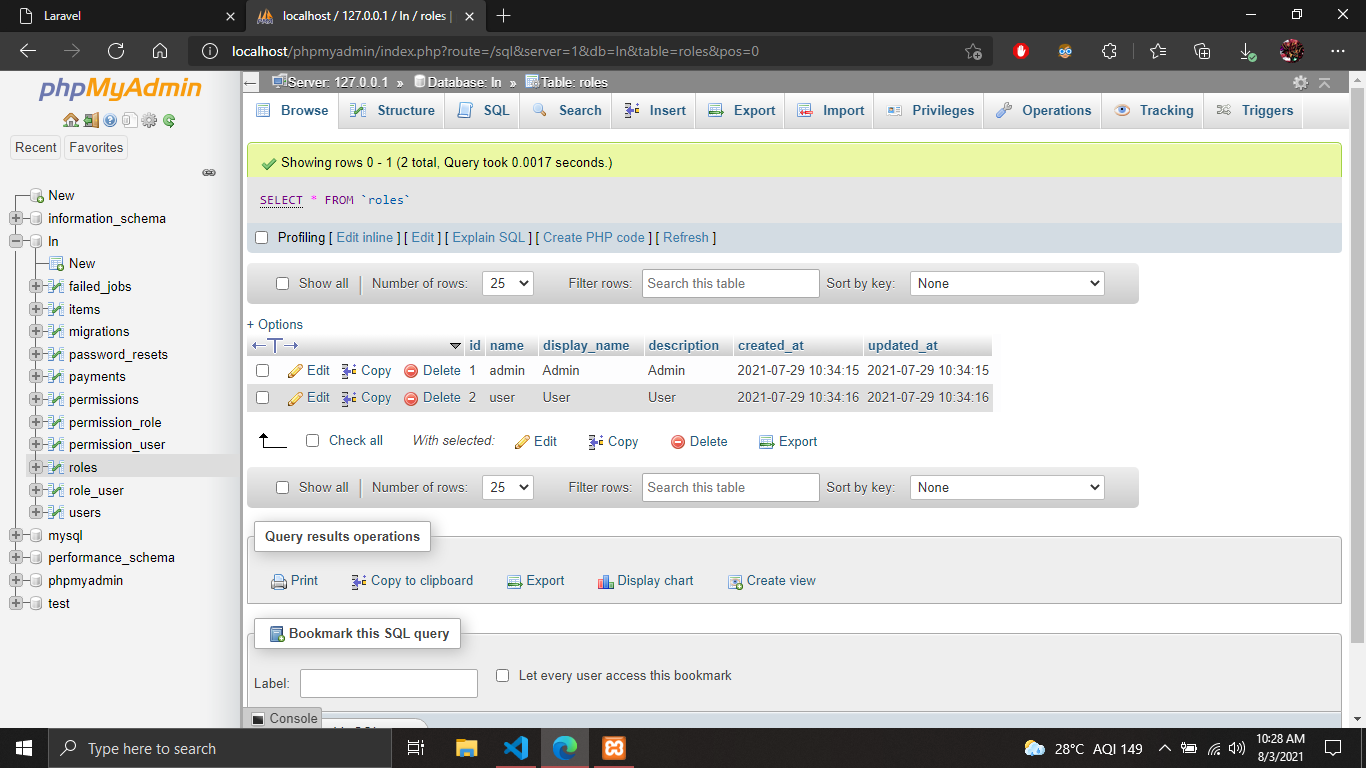 Laravel
localhost / 127.0.0.1 / ln / roles |
localhost/phpmyadmin/index.php?route=/sql&server=1&db=ln&table=roles&pos=0
phpMyAdmin
Recent Favorites
New
information_schema
ln
New
failed_jobs
items
migrations
password_resets
payments
permissions
permission_role
permission_user
roles
role_user
users
mysql
performance_schema
phpmyadmin
test
Server: 127.0.0.1 » Database: ln » Table: roles
Browse Structure SQL Search Insert Export Import Privileges Operations Tracking Triggers
Showing rows 0 - 1 (2 total, Query took 0.0017 seconds.)
SELECT * FROM `roles`
Profiling [ Edit inline ] [ Edit ] [ Explain SQL ] [ Create PHP code ] [ Refresh ]
Show all Number of rows: 25 Filter rows: Search this table Sort by key: None
+ Options
id name display_name description created_at updated_at
Edit Copy Delete 1 admin Admin Admin 2021-07-29 10:34:15 2021-07-29 10:34:15
Edit Copy Delete 2 user User User 2021-07-29 10:34:16 2021-07-29 10:34:16
Check all With selected: Edit Copy Delete Export
Show all Number of rows: 25 Filter rows: Search this table Sort by key: None
Query results operations
Print Copy to clipboard Export Display chart Create view
Bookmark this SQL query
Label: Let every user access this bookmark
Console
Type here to search
28°C AQI 149
10:28 AM
8/3/2021